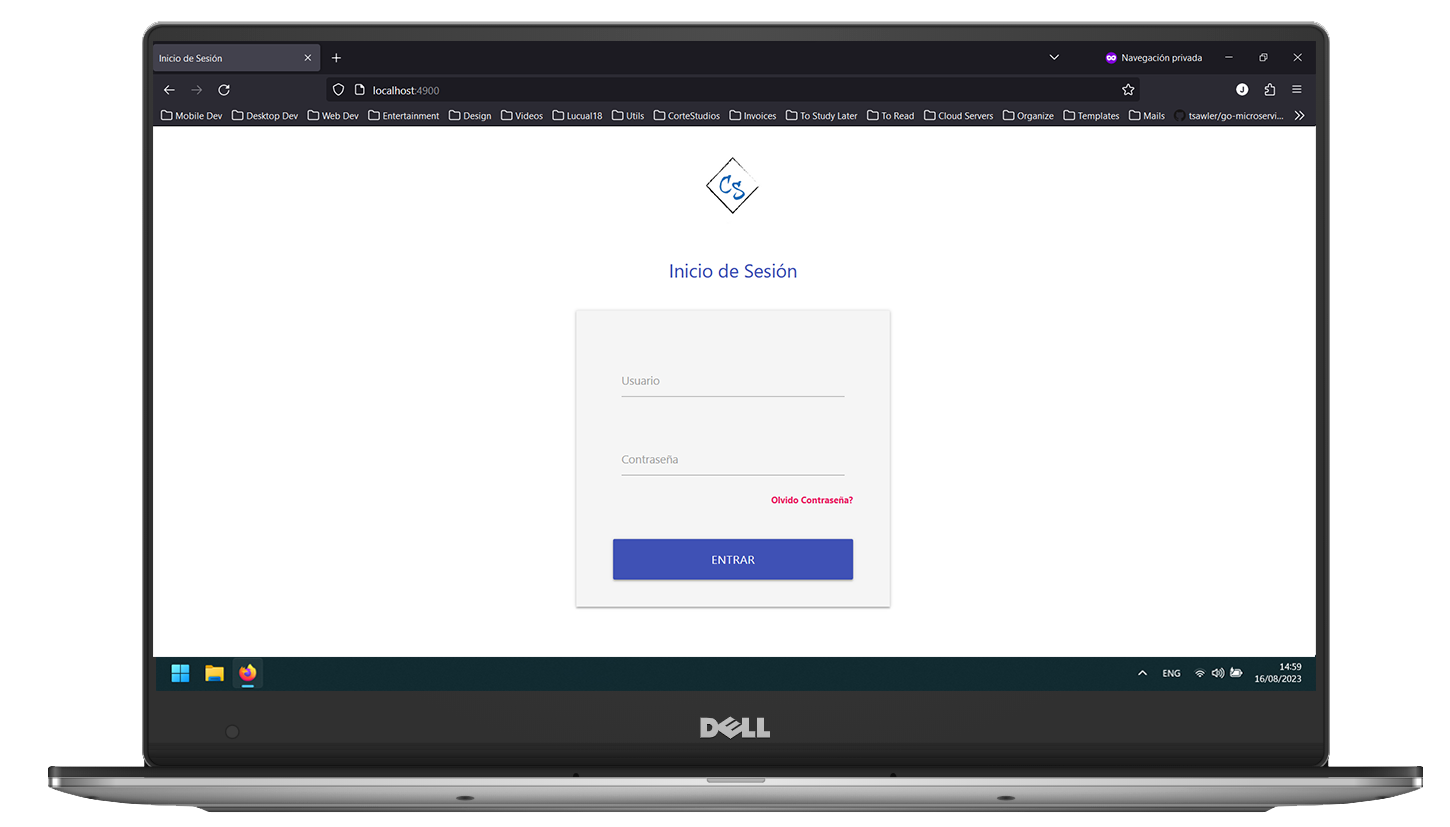 Inicio de Sesión
Navegación privada
localhost:4900
J
Mobile Dev Desktop Dev Web Dev Entertainment Design Videos Lucual18 Utils CorteStudios Invoices To Study Later To Read Cloud Servers Organize Templates Mails tsawler/go-microservi...
CS
Inicio de Sesión
Usuario
Contraseña
Olvido Contraseña?
ENTRAR
ENG
14:59
16/08/2023
DELL